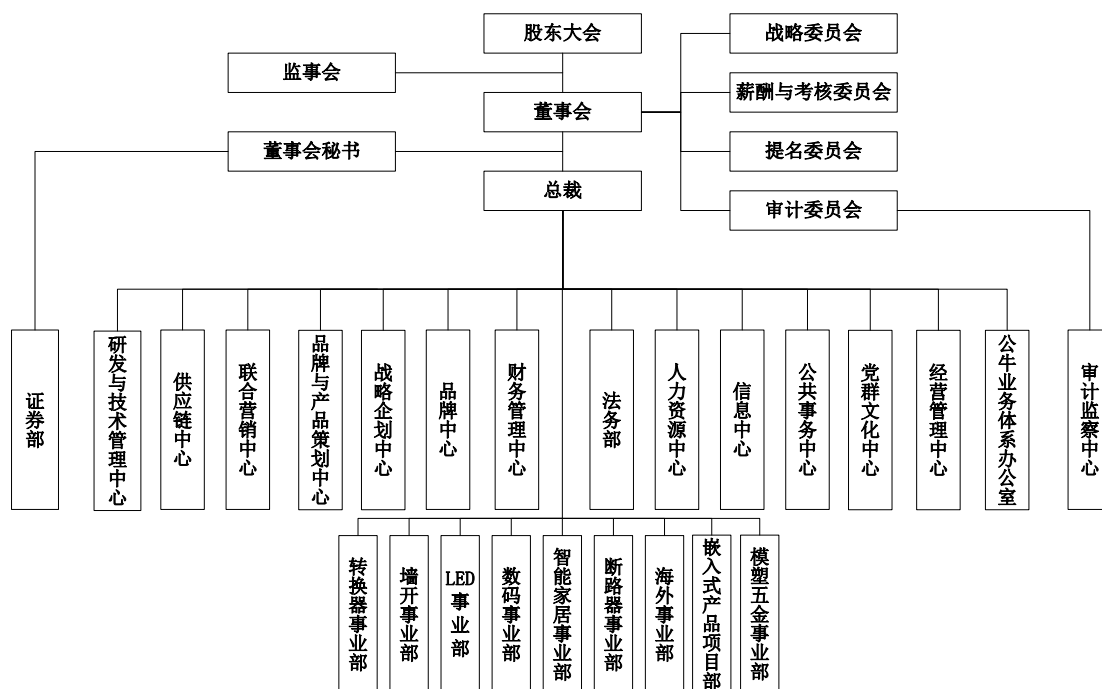 股东大会
战略委员会
监事会
薪酬与考核委员会
董事会
董事会秘书
提名委员会
总裁
审计委员会
证券部
研发与技术管理中心
供应链中心
联合营销中心
品牌与产品策划中心
战略企划中心
品牌中心
财务管理中心
法务部
人力资源中心
信息中心
公共事务中心
党群文化中心
经营管理中心
公牛业务体系办公室
审计监察中心
转换器事业部
墙开事业部
LED事业部
数码事业部
智能家居事业部
断路器事业部
海外事业部
嵌入式产品项目部
模塑五金事业部